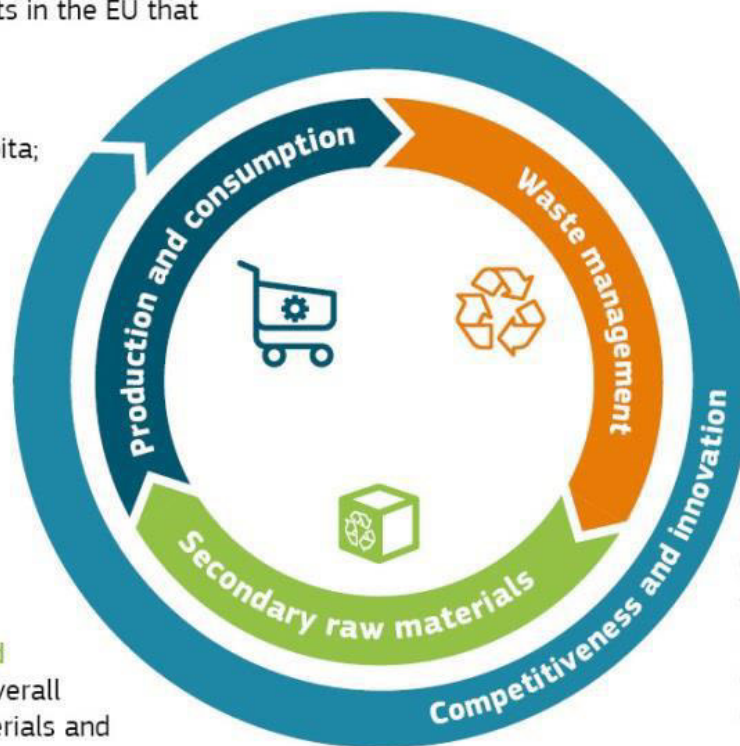 ts in the EU that
ita;
Production and consumption
Waste management
Secondary raw materials
Competitiveness and innovation
verall
erials and